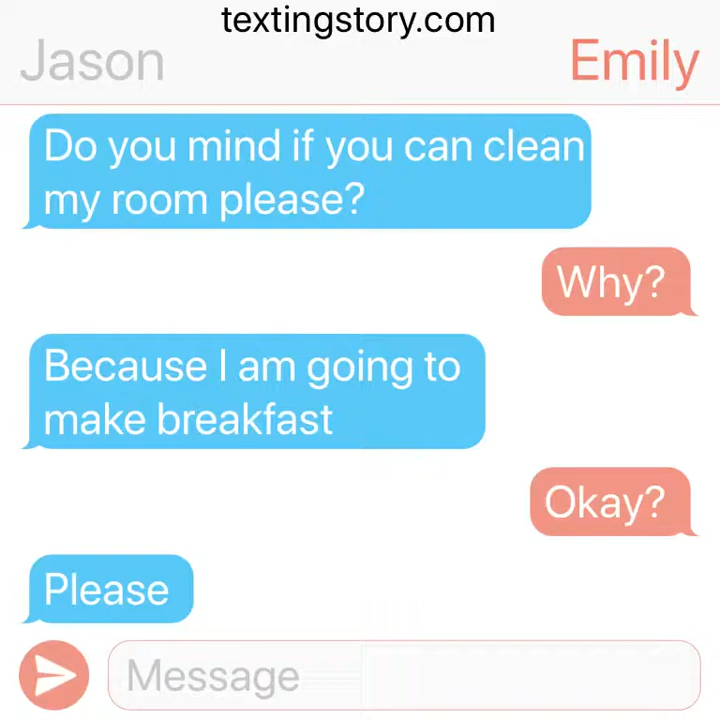 textingstory.com
Jason
Emily
Do you mind if you can clean
my room please?
Why?
Because I am going to
make breakfast
Okay?
Please
Message